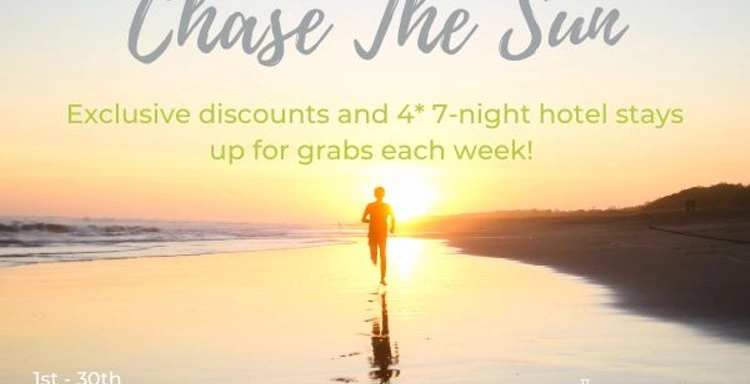 Chase The Sun
Exclusive discounts and 4* 7-night hotel stays
up for grabs each week!
1st - 30th